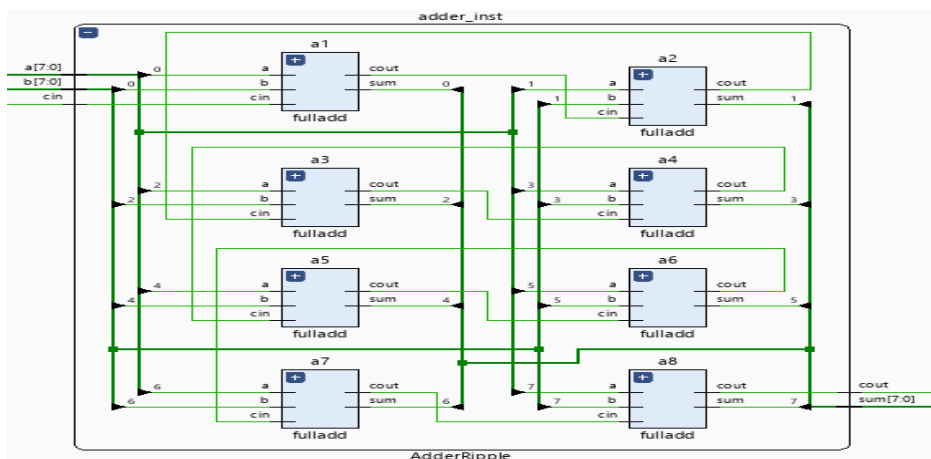 adder_inst
a[7:0]
b[7:0]
cin
a1
0 a cout
0 b sum 0
cin
fulladd
a2
1 a cout
1 b sum 1
cin
fulladd
a3
2 a cout
2 b sum 2
cin
fulladd
a4
3 a cout
3 b sum 3
cin
fulladd
a5
4 a cout
4 b sum 4
cin
fulladd
a6
5 a cout
5 b sum 5
cin
fulladd
a7
6 a cout
6 b sum 6
cin
fulladd
a8
7 a cout
7 b sum 7
cin
fulladd
cout
sum[7:0]
AdderRipple